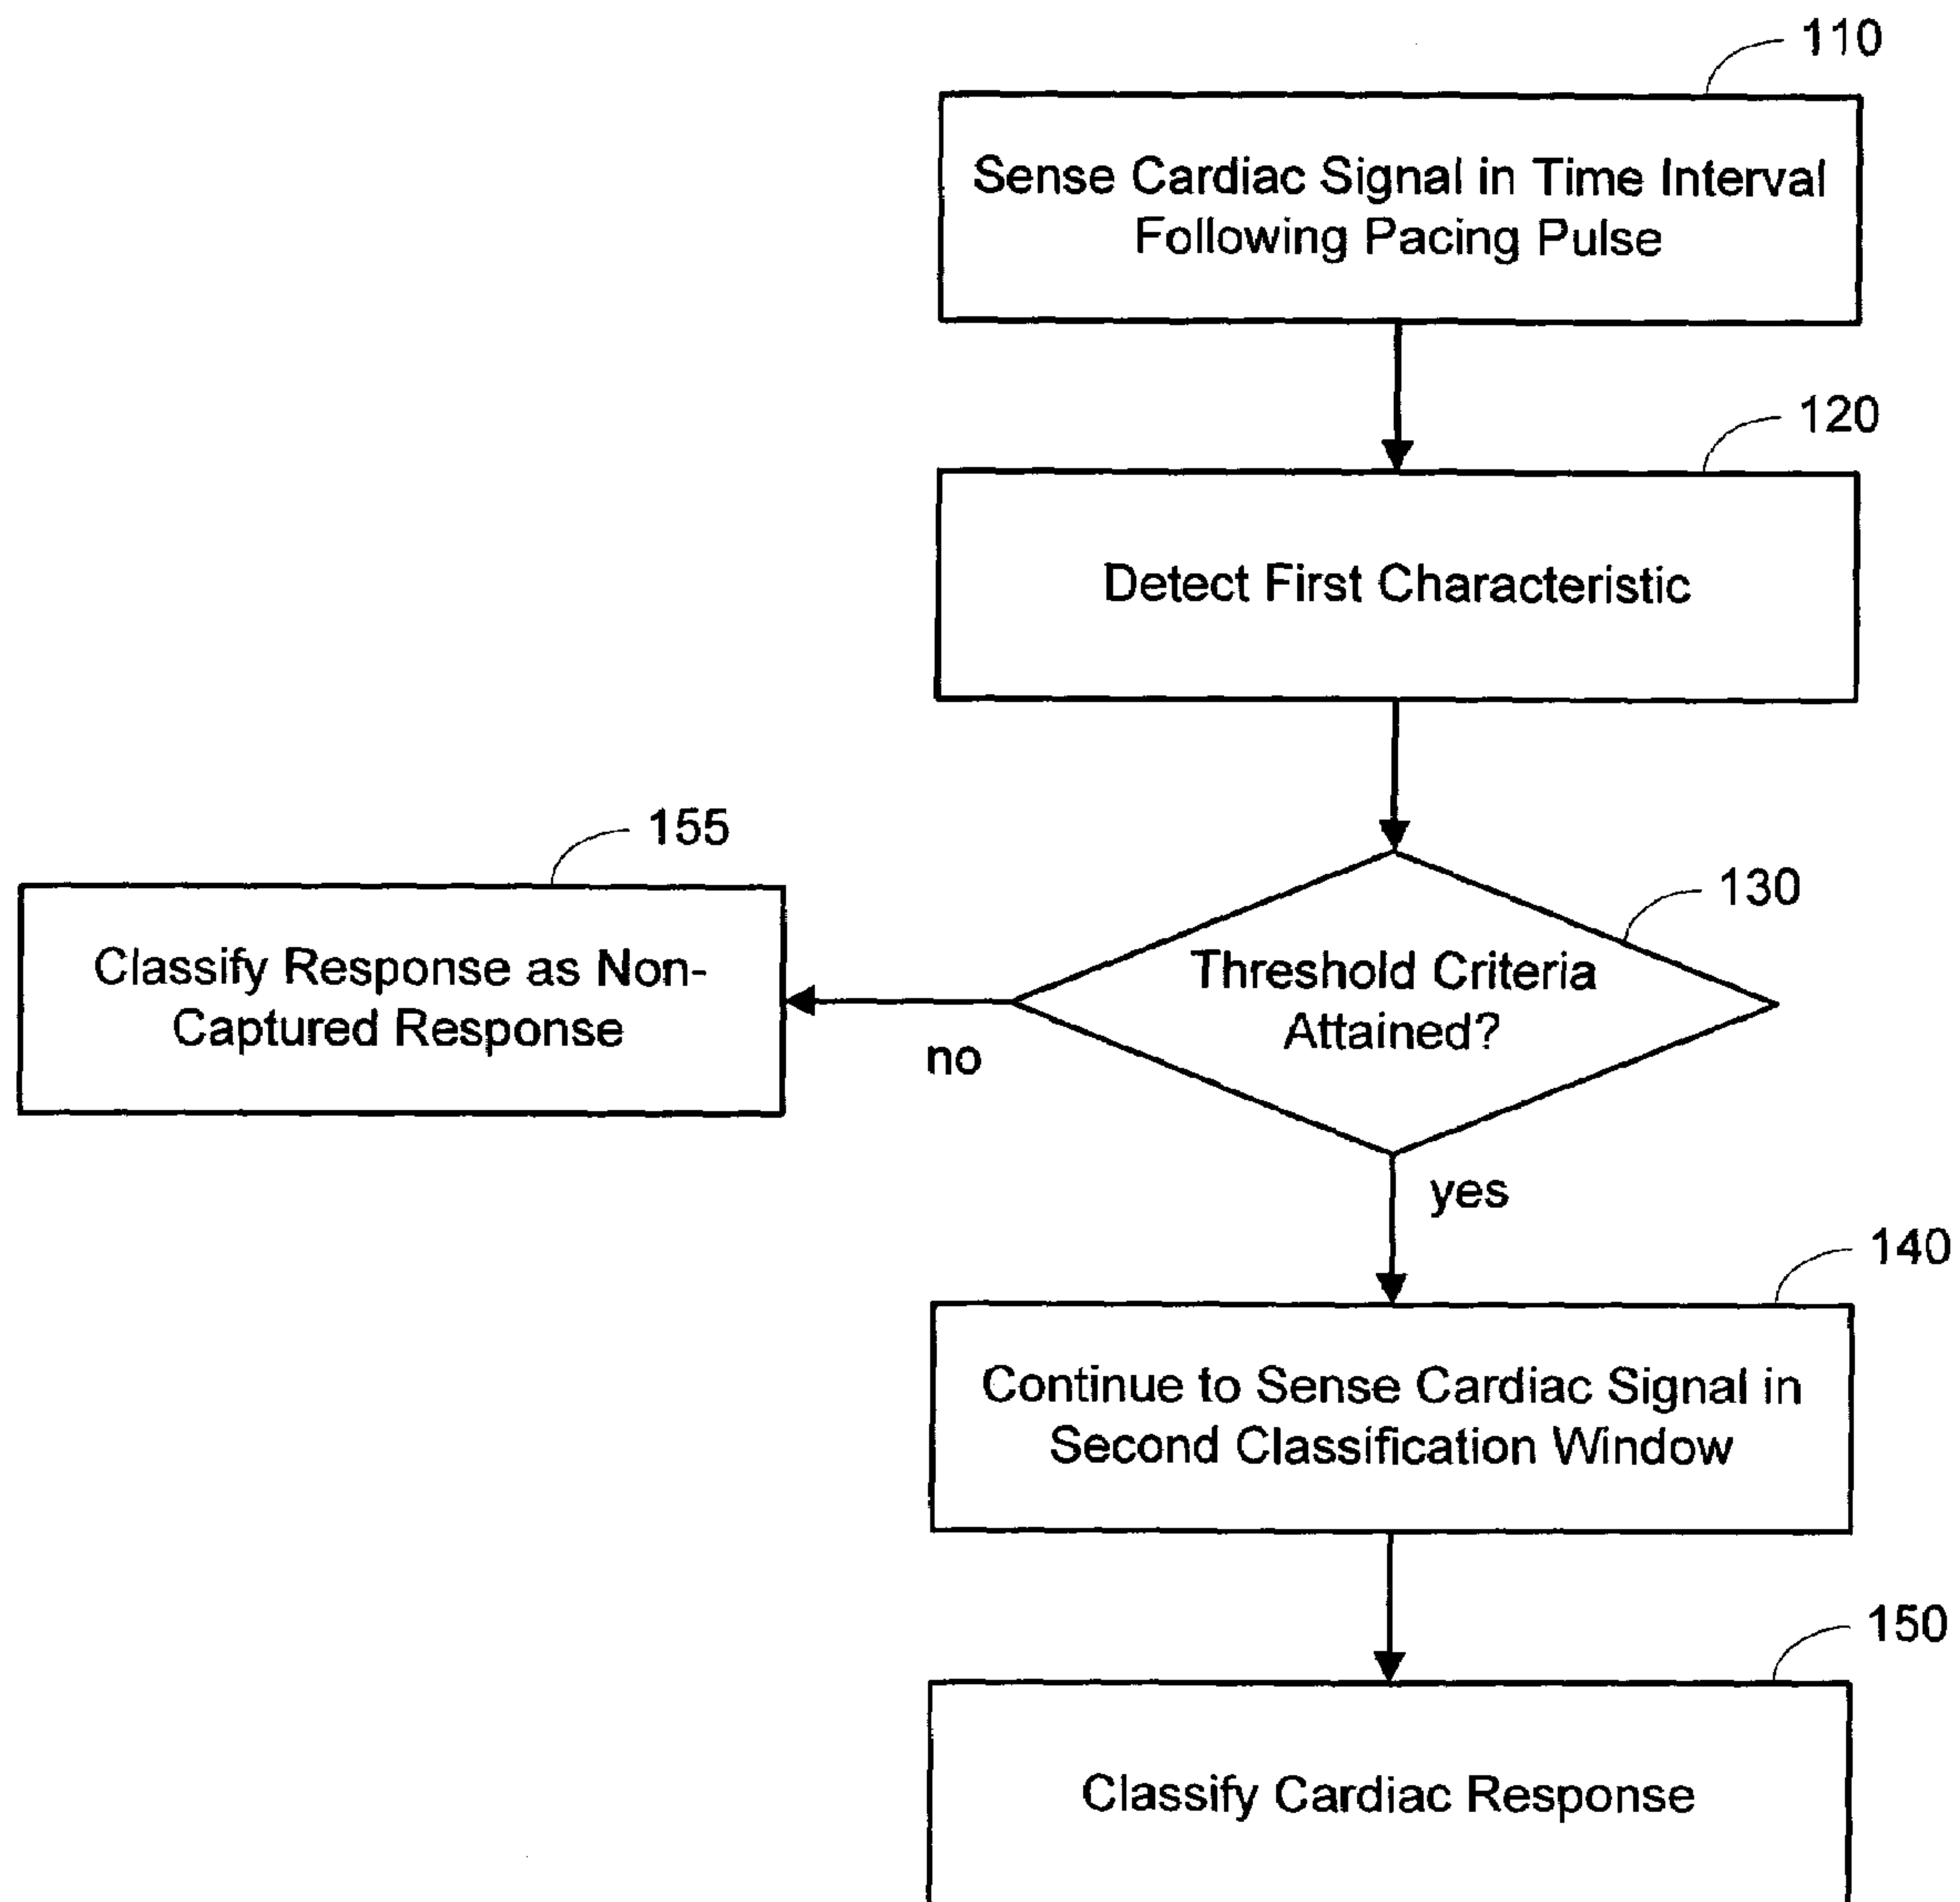 110
Sense Cardiac Signal in Time Interval
Following Pacing Pulse
120
Detect First Characteristic
155
Classify Response as Non-
Captured Response
130
Threshold Criteria
Attained?
no
yes
140
Continue to Sense Cardiac Signal in
Second Classification Window
150
Classify Cardiac Response